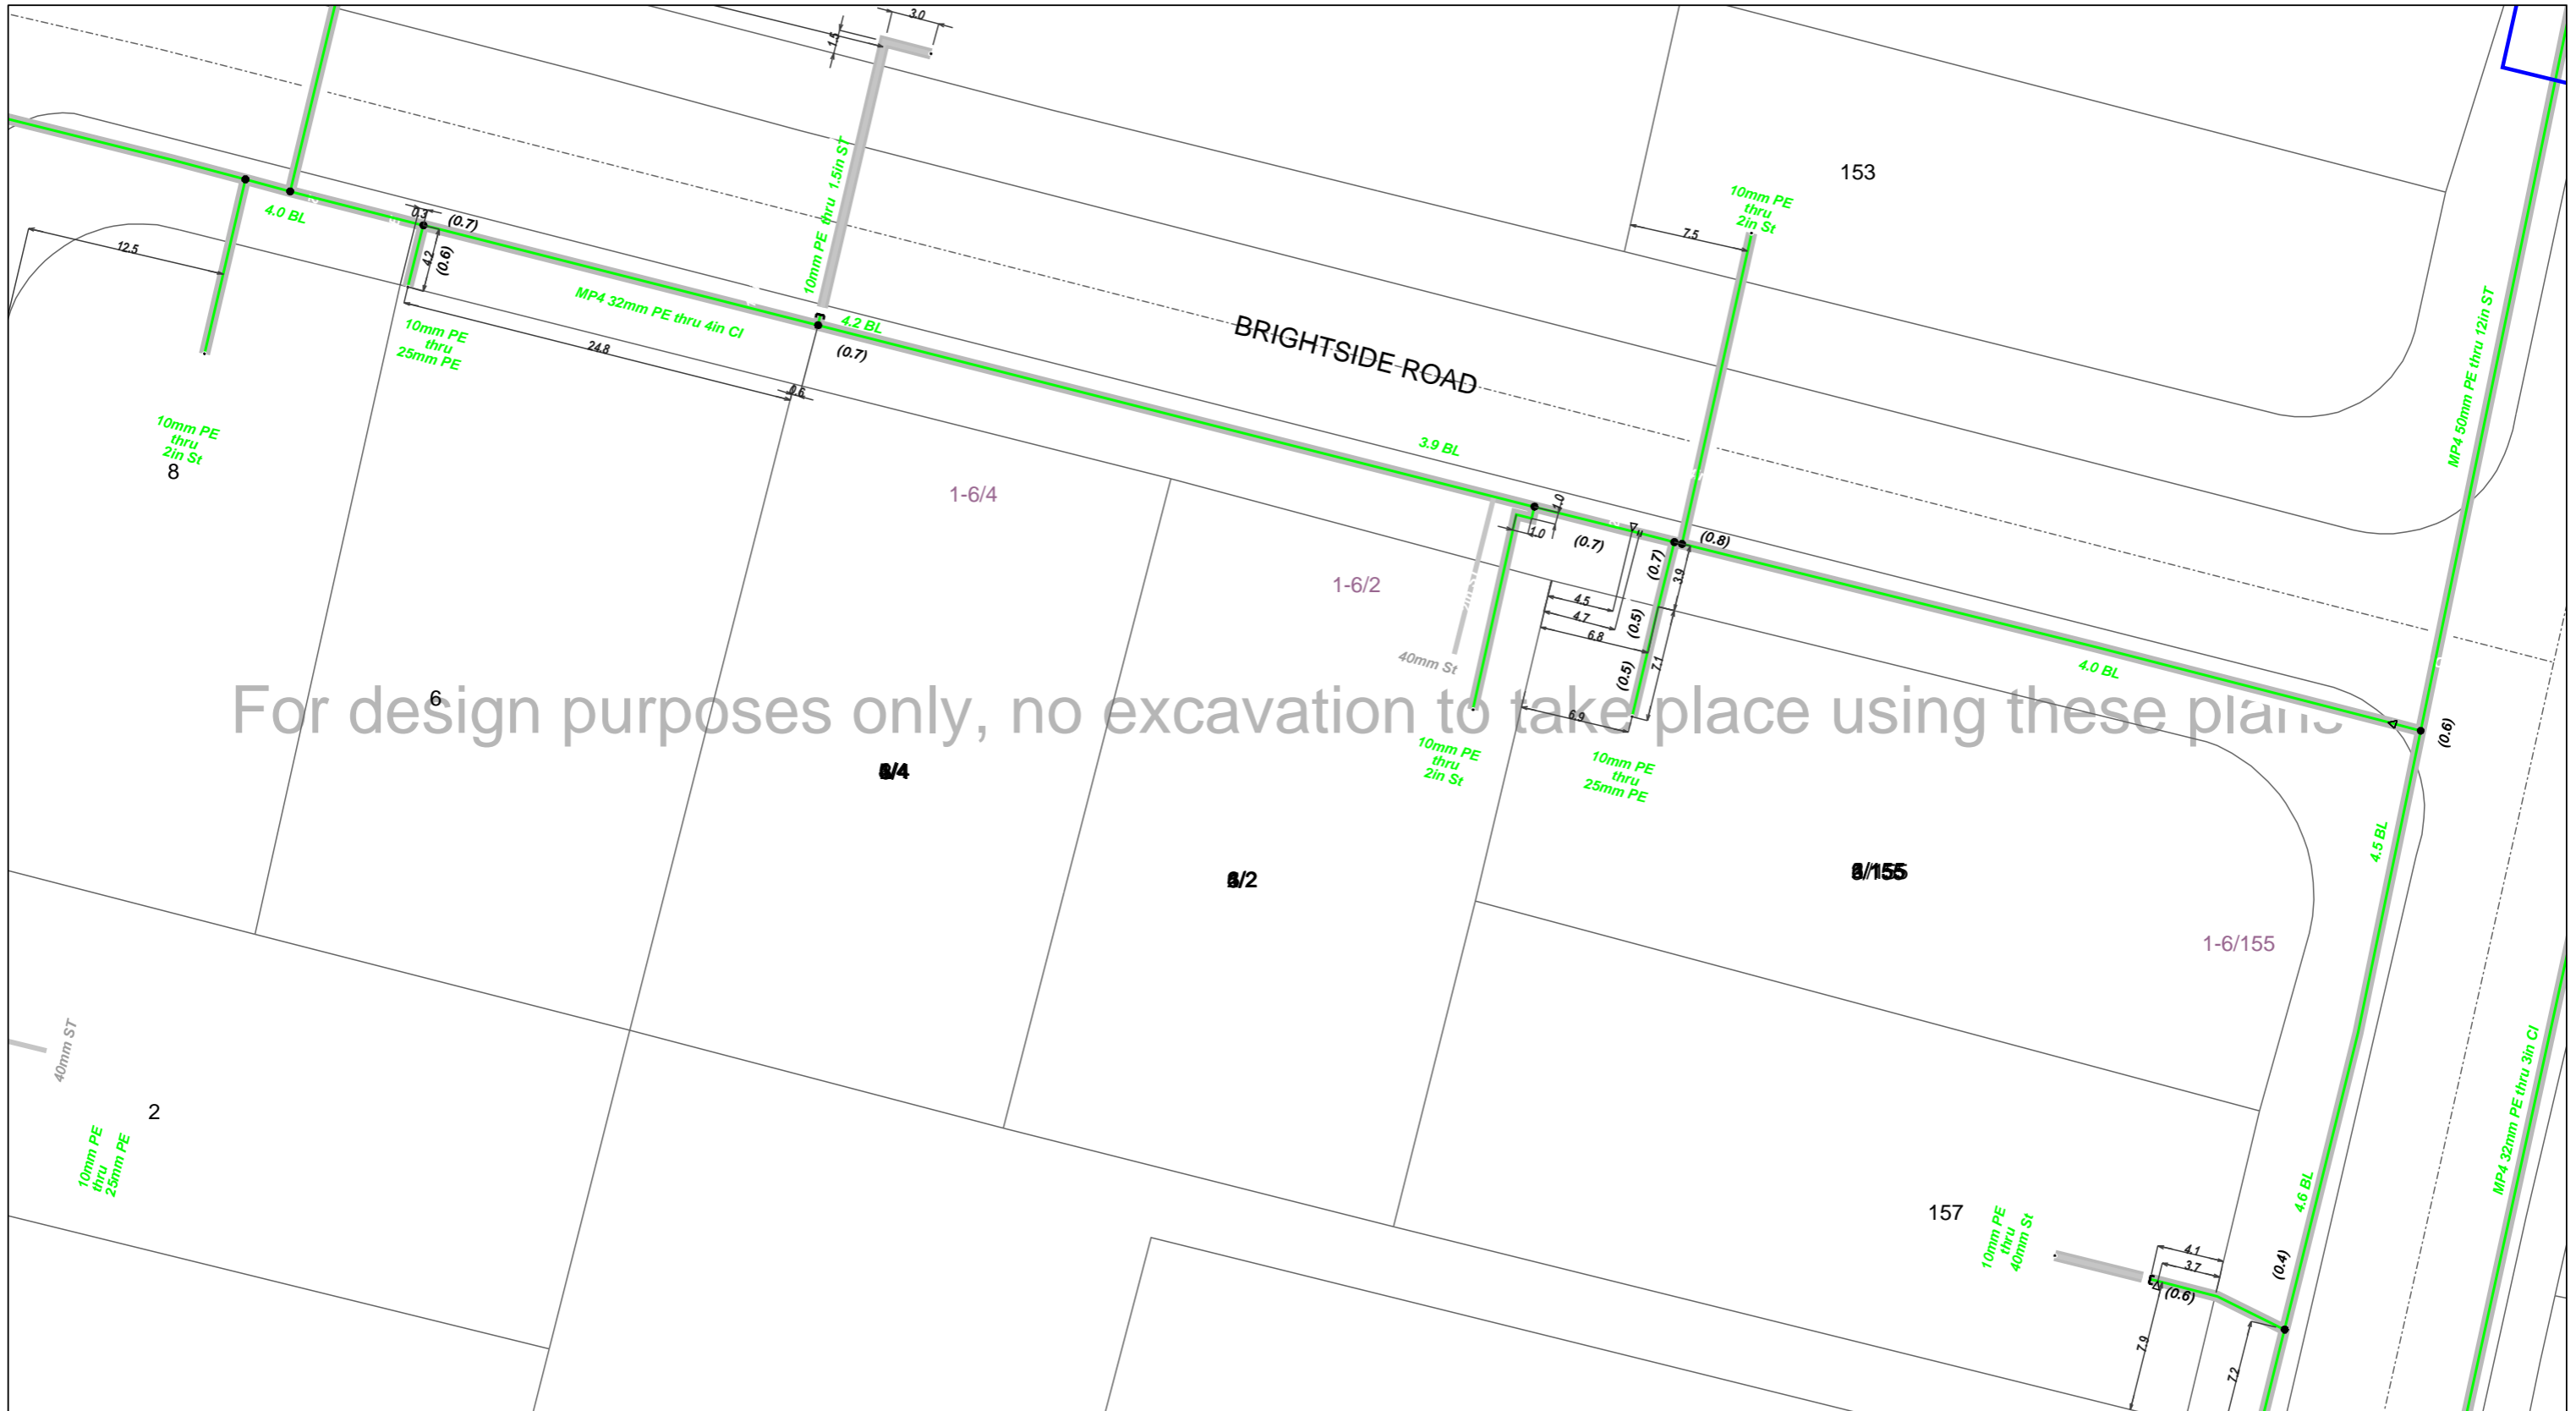 3.0
1.5
10mm PE thru 1.5in ST
153
10mm PE
thru
2in St
7.5
4.0 BL
0.3
(0.7)
4.2
(0.6)
12.5
MP4 32mm PE thru 4in CI
10mm PE
thru
25mm PE
24.8
0.6
4.2 BL
(0.7)
BRIGHTSIDE ROAD
MP4 50mm PE thru 12in ST
10mm PE
thru
2in St
8
3.9 BL
1-6/4
1.0
1.0
(0.7)
(0.8)
(0.7)
3.9
1-6/2
4.5
4.7
6.8
(0.5)
(0.5)
7.1
40mm St
6.9
4.0 BL
(0.6)
6
For design purposes only, no excavation to take place using these plans
10mm PE
thru
2in St
10mm PE
thru
25mm PE
4.5 BL
1-6/155
40mm ST
2
10mm PE
thru
25mm PE
MP4 32mm PE thru 3in CI
4.6 BL
157
10mm PE
thru
40mm St
4.1
3.7
(0.6)
(0.4)
7.9
7.2